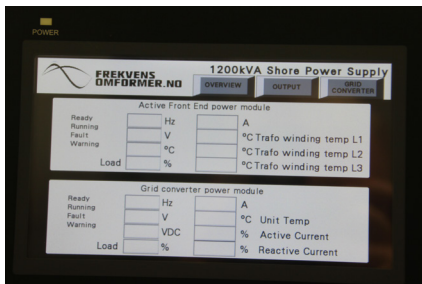 POWER
FREKVENS
OMFORMER.NO
1200kVA Shore Power Supply
OVERVIEW
OUTPUT
GRID
CONVERTER
Active Front End power module
Ready Hz A
Running
Fault V °C Trafo winding temp L1
Warning °C °C Trafo winding temp L2
Load % °C Trafo winding temp L3
Grid converter power module
Ready Hz A
Running
Fault V °C Unit Temp
Warning VDC % Active Current
Load % % Reactive Current